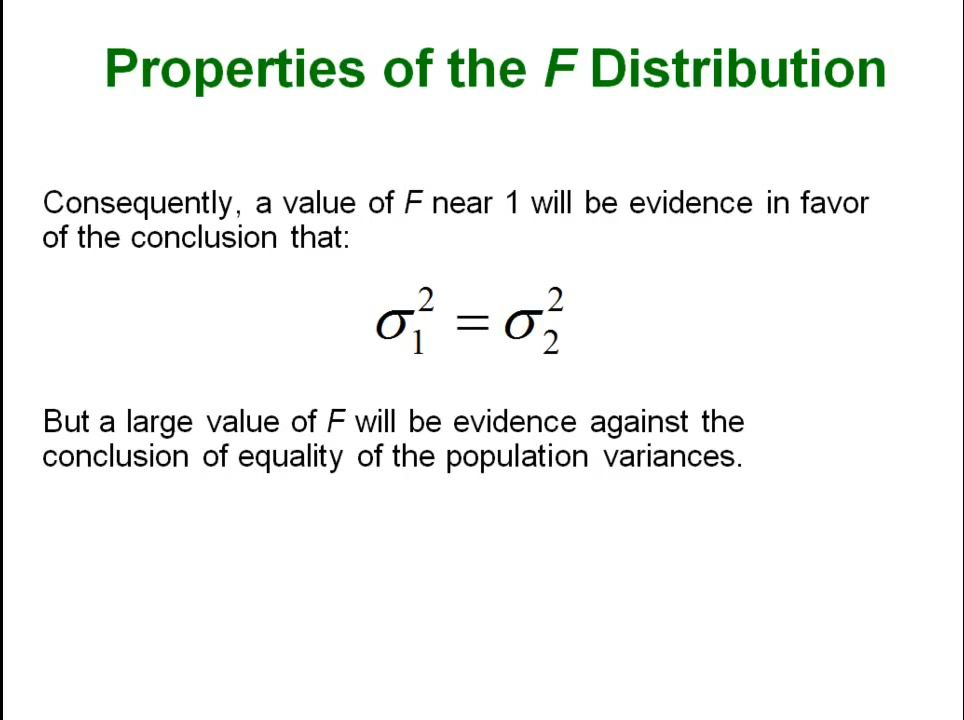 Properties of the F Distribution
Consequently, a value of F near 1 will be evidence in favor
of the conclusion that:
σ₁² = σ₂²
But a large value of F will be evidence against the
conclusion of equality of the population variances.